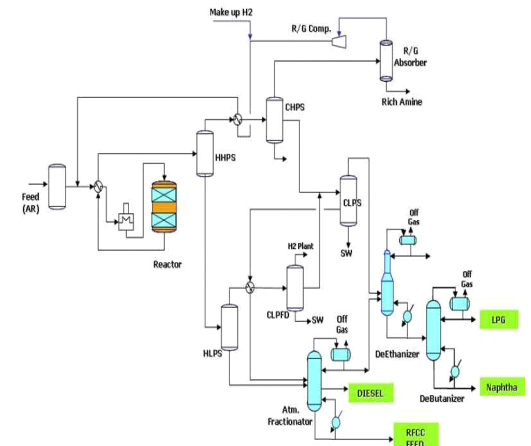 Make up H2
R/G Comp.
R/G
Absorber
Rich Amine
CHPS
HHPS
Feed
(AR)
Reactor
CLPS
SW
H2 Plant
CLPFD
SW
HLPS
Off
Gas
Off
Gas
Off
Gas
DeEthanizer
DeButanizer
LPG
Naphtha
DIESEL
Atm.
Fractionator
RFCC
FEED